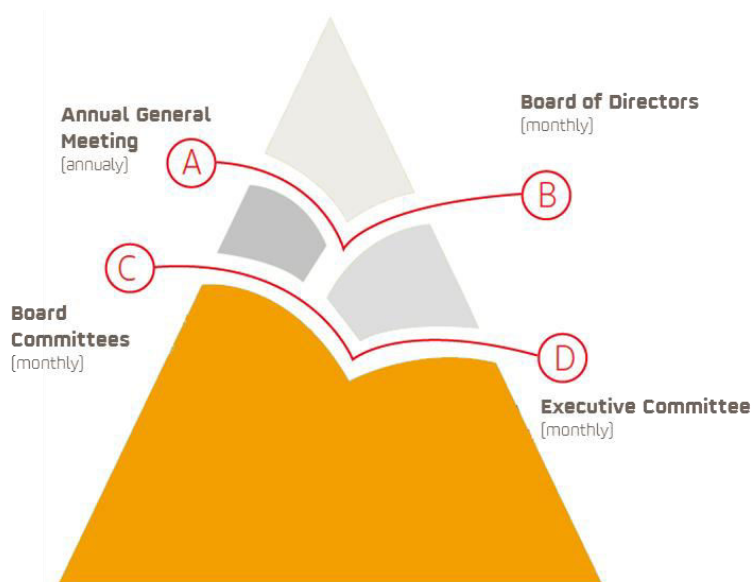 Annual General
Meeting
[annualy]
A
Board of Directors
[monthly]
B
C
Board
Committees
[monthly]
D
Executive Committee
[monthly]